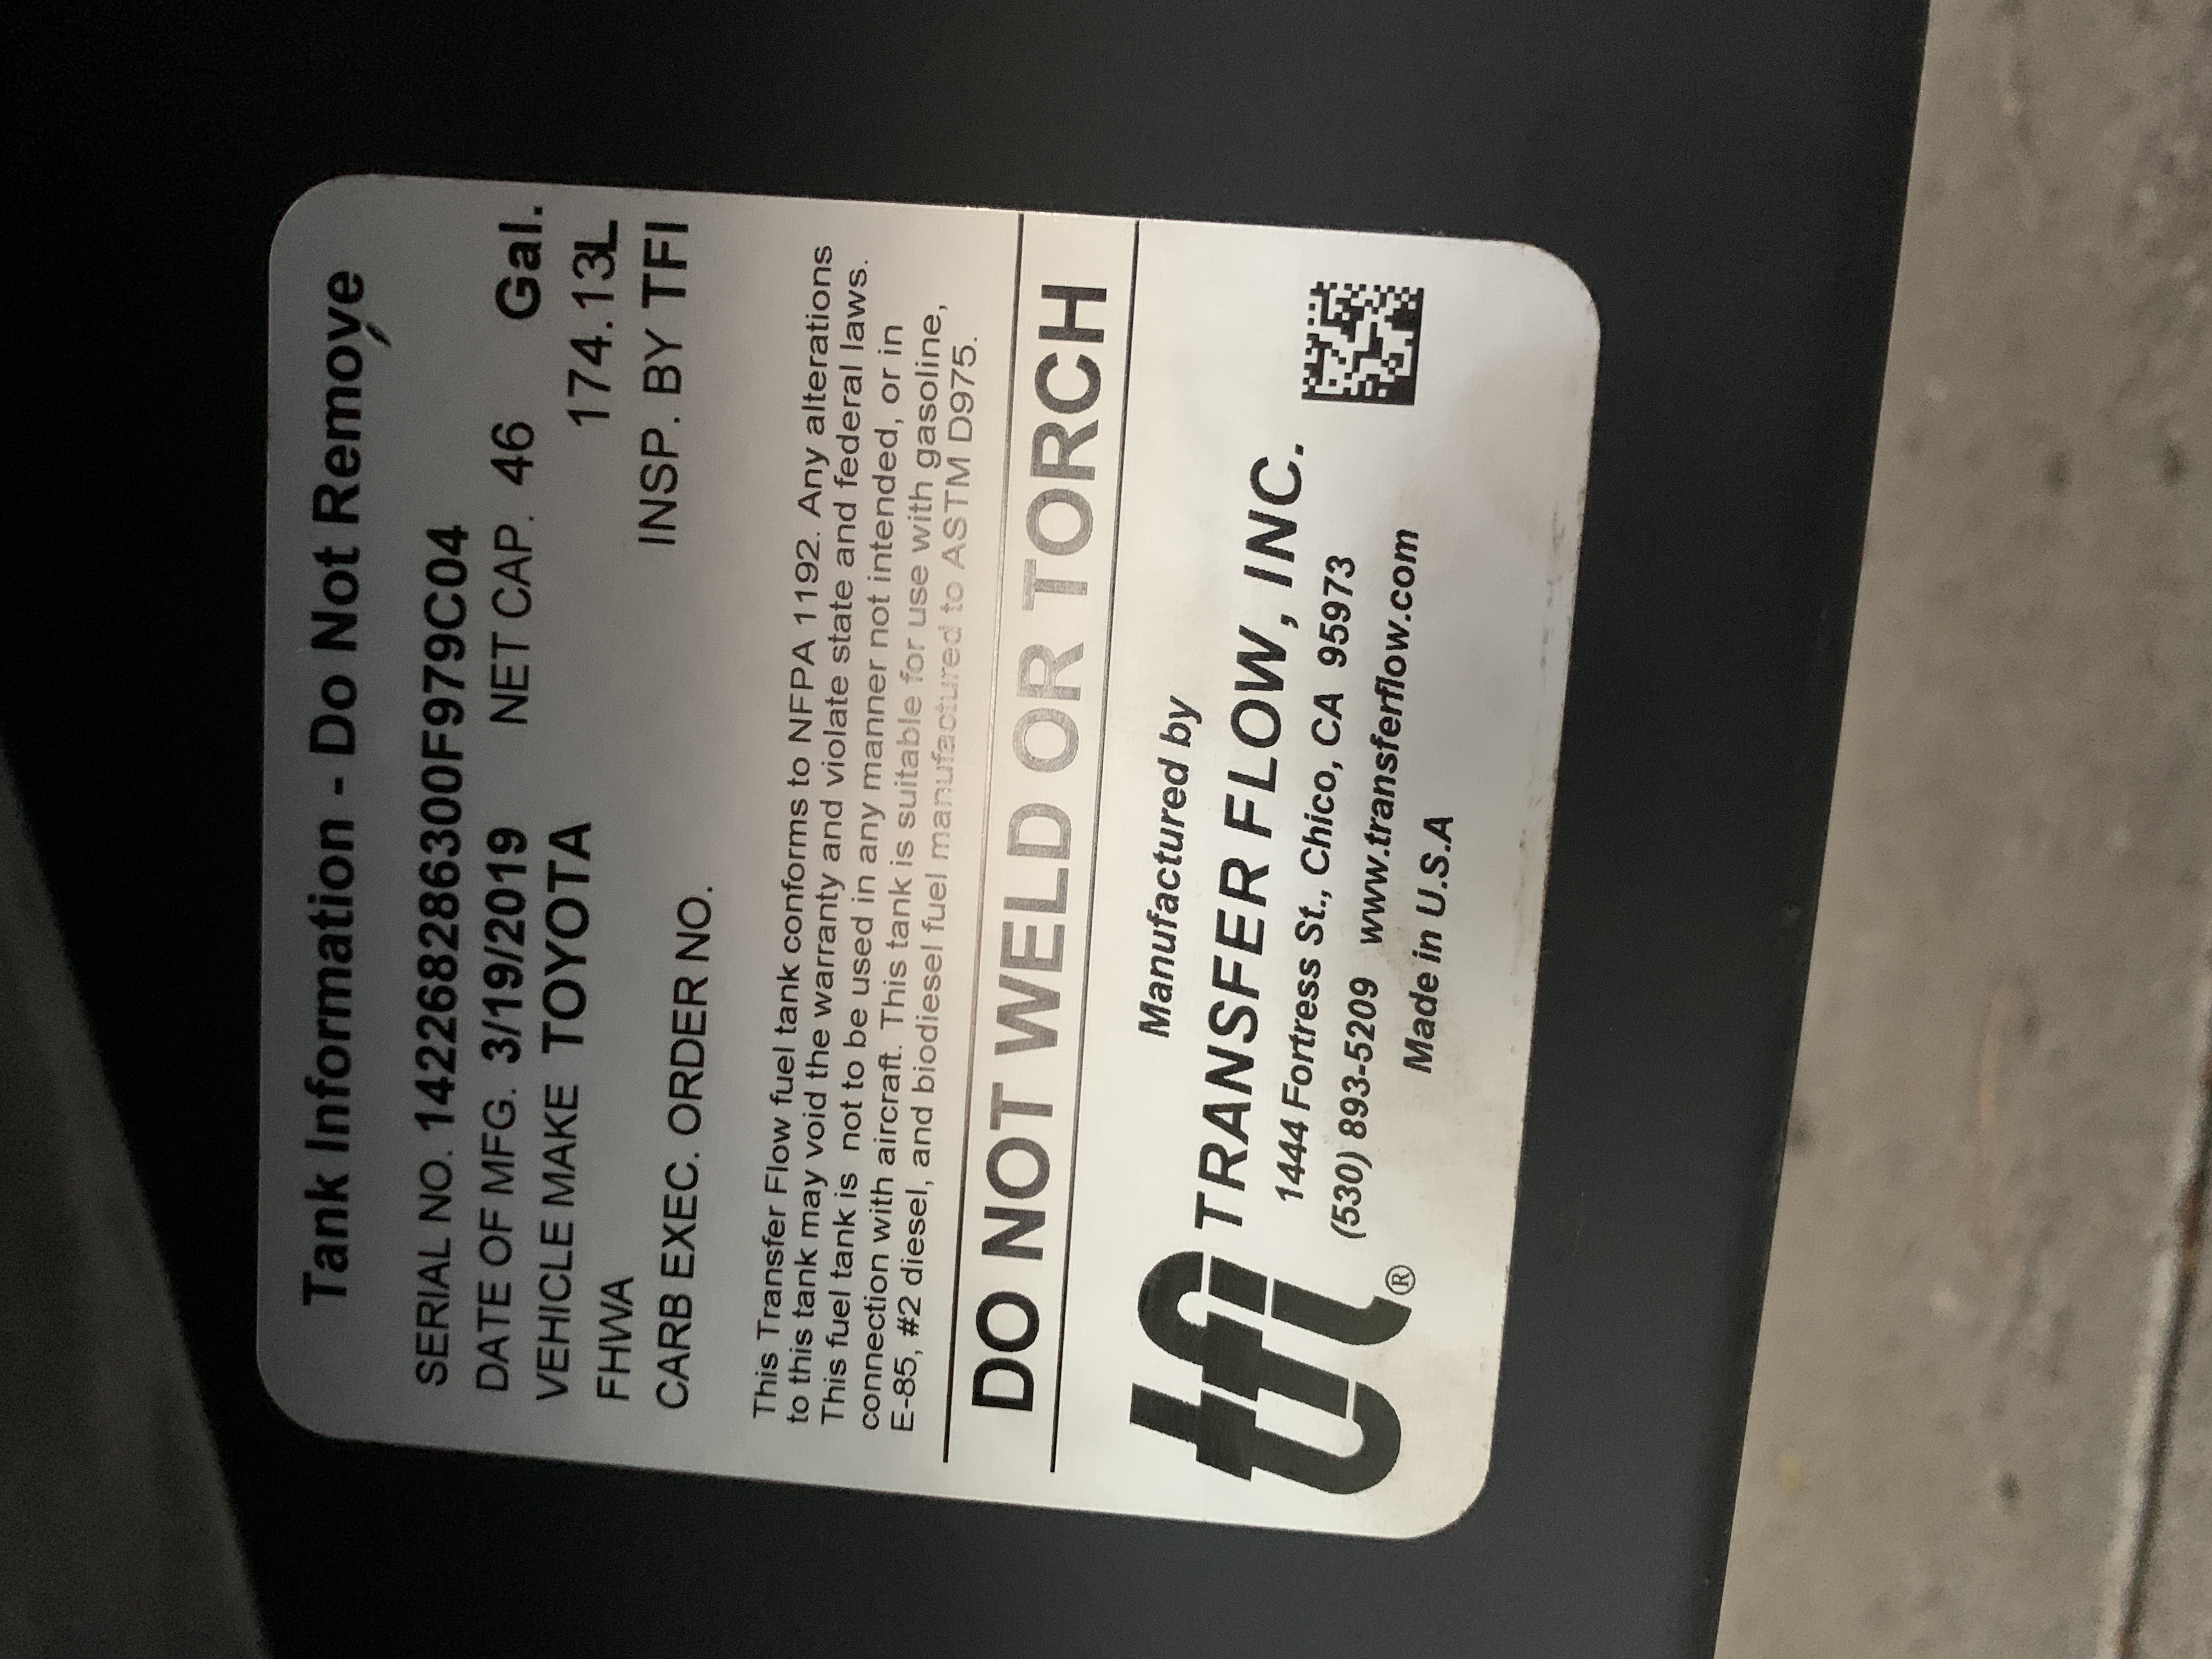 Tank Information - Do Not Remove
SERIAL NO. 142268286300F979C04
DATE OF MFG. 3/19/2019 NET CAP. 46 Gal.
VEHICLE MAKE TOYOTA 174.13L
FHWA INSP. BY TFI
CARB EXEC. ORDER NO.
This Transfer Flow fuel tank conforms to NFPA 1192. Any alterations
to this tank may void the warranty and violate state and federal laws.
This fuel tank is not to be used in any manner not intended, or in
connection with aircraft. This tank is suitable for use with gasoline,
E-85, #2 diesel, and biodiesel fuel manufactured to ASTM D975.
DO NOT WELD OR TORCH
Manufactured by
tfi® TRANSFER FLOW, INC.
1444 Fortress St., Chico, CA 95973
(530) 893-5209 www.transferflow.com
Made in U.S.A